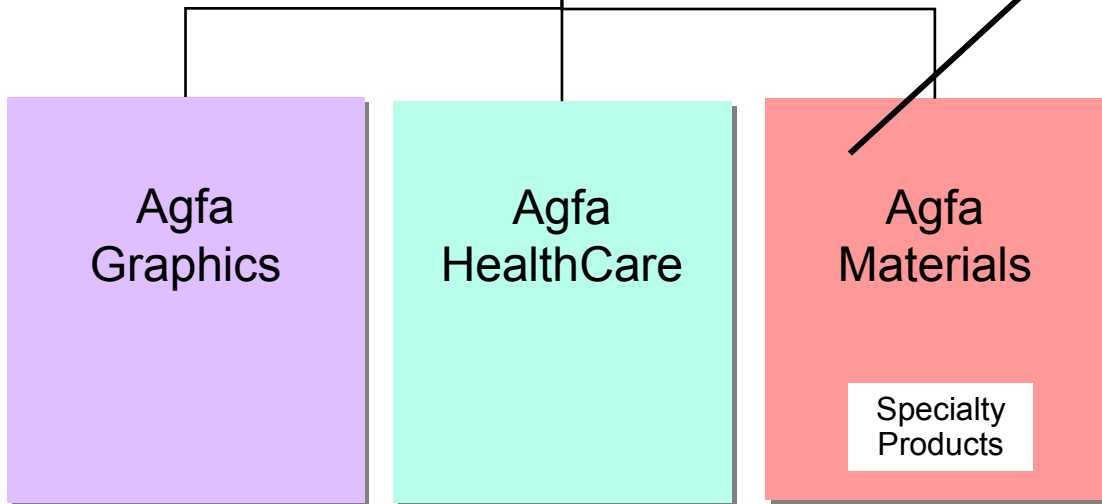 Agfa
Graphics
Agfa
HealthCare
Agfa
Materials
Specialty
Products